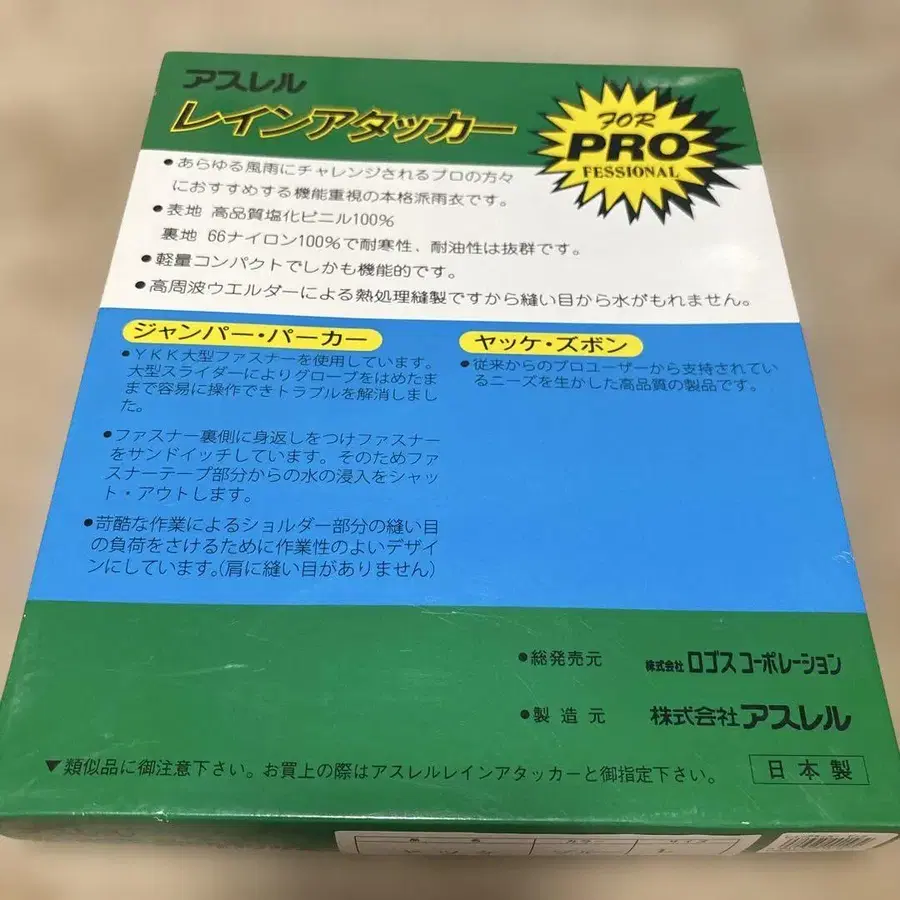 アスレル
レインアタッカー
FOR
PRO
FESSIONAL
●あらゆる風雨にチャレンジされるプロの方々
におすすめする機能重視の本格派雨衣です。
●表地 高品質塩化ビニル100%
裏地 66ナイロン100%で耐寒性、耐油性は抜群です。
●軽量コンパクトでしかも機能的です。
●高周波ウエルダーによる熱処理縫製ですから縫い目から水がもれません。
ジャンパー・パーカー
●YKK大型ファスナーを使用しています。
大型スライダーによりグローブをはめたま
まで容易に操作できトラブルを解消しまし
た。
●ファスナー裏側に身返しをつけファスナー
をサンドイッチしています。そのためファ
スナーテープ部分からの水の浸入をシャッ
ト・アウトします。
●苛酷な作業によるショルダー部分の縫い目
の負荷をさけるために作業性のよいデザイ
ンにしています。(肩に縫い目がありません)
ヤッケ・ズボン
●従来からのプロユーザーから支持されてい
るニーズを生かした高品質の製品です。
●総発売元 株式会社 ロゴス コーポレーション
●製造元 株式会社アスレル
▼類似品に御注意下さい。お買上の際はアスレルレインアタッカーと御指定下さい。
日本製
カラー サイズ